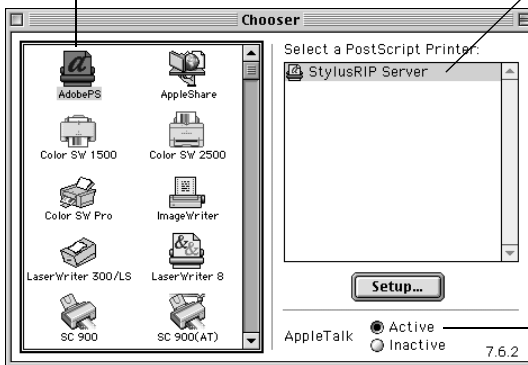 Chooser
AdobePS
AppleShare
Color SW 1500
Color SW 2500
Color SW Pro
ImageWriter
LaserWriter 300/LS
LaserWriter 8
SC 900
SC 900(AT)
Select a PostScript Printer:
StylusRIP Server
Setup...
AppleTalk
Active
Inactive
7.6.2